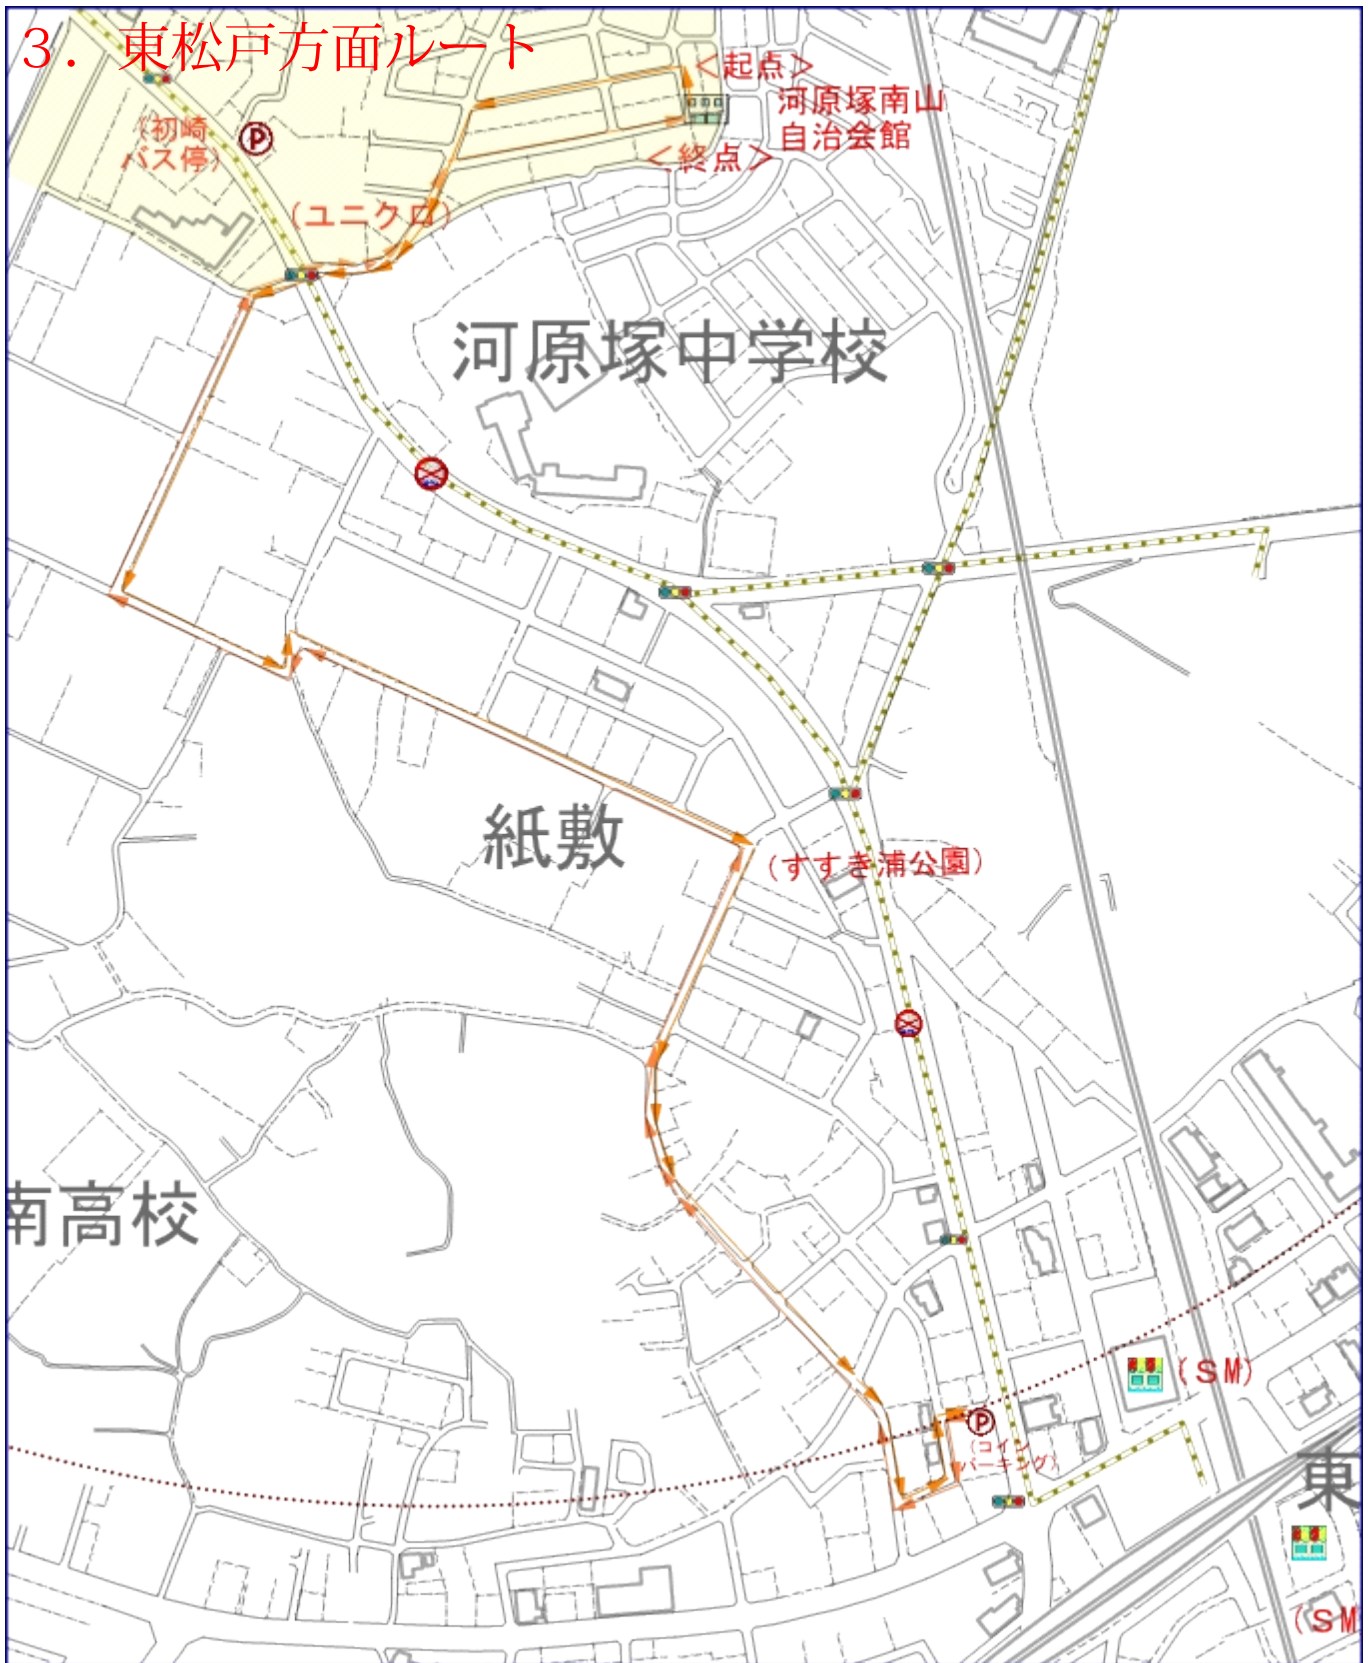 3．東松戸方面ルート
<起点>
河原塚南山
自治会館
<終点>
(初崎
バス停)
Ⓟ
(ユニクロ)
河原塚中学校
紙敷
(すすき浦公園)
南高校
(ＳＭ)
Ⓟ
(コイン
パーキング)
東
(ＳＭ